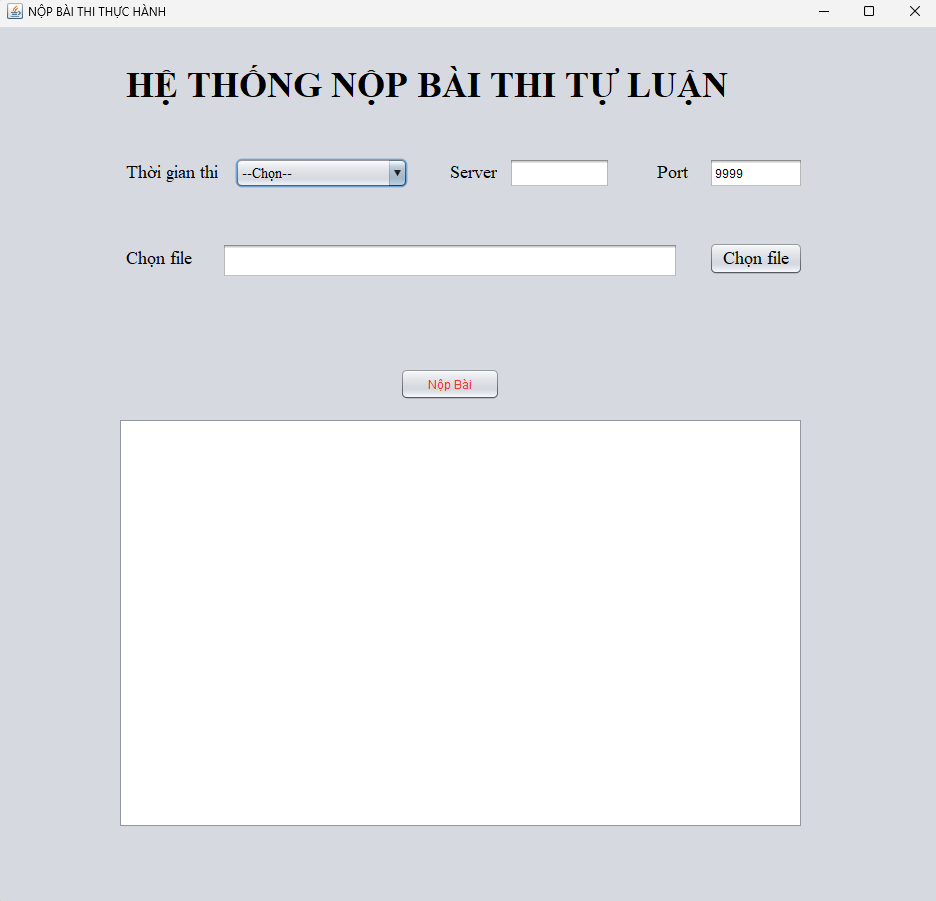 NỘP BÀI THI THỰC HÀNH
HỆ THỐNG NỘP BÀI THI TỰ LUẬN
Thời gian thi --Chọn-- Server Port 9999
Chọn file Chọn file
Nộp Bài